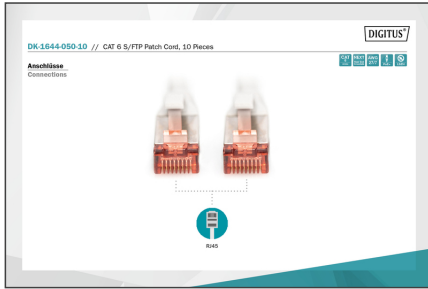 DIGITUS®
DK-1644-050-10 // CAT 6 S/FTP Patch Cord, 10 Pieces
Anschlüsse
Connections
RJ45